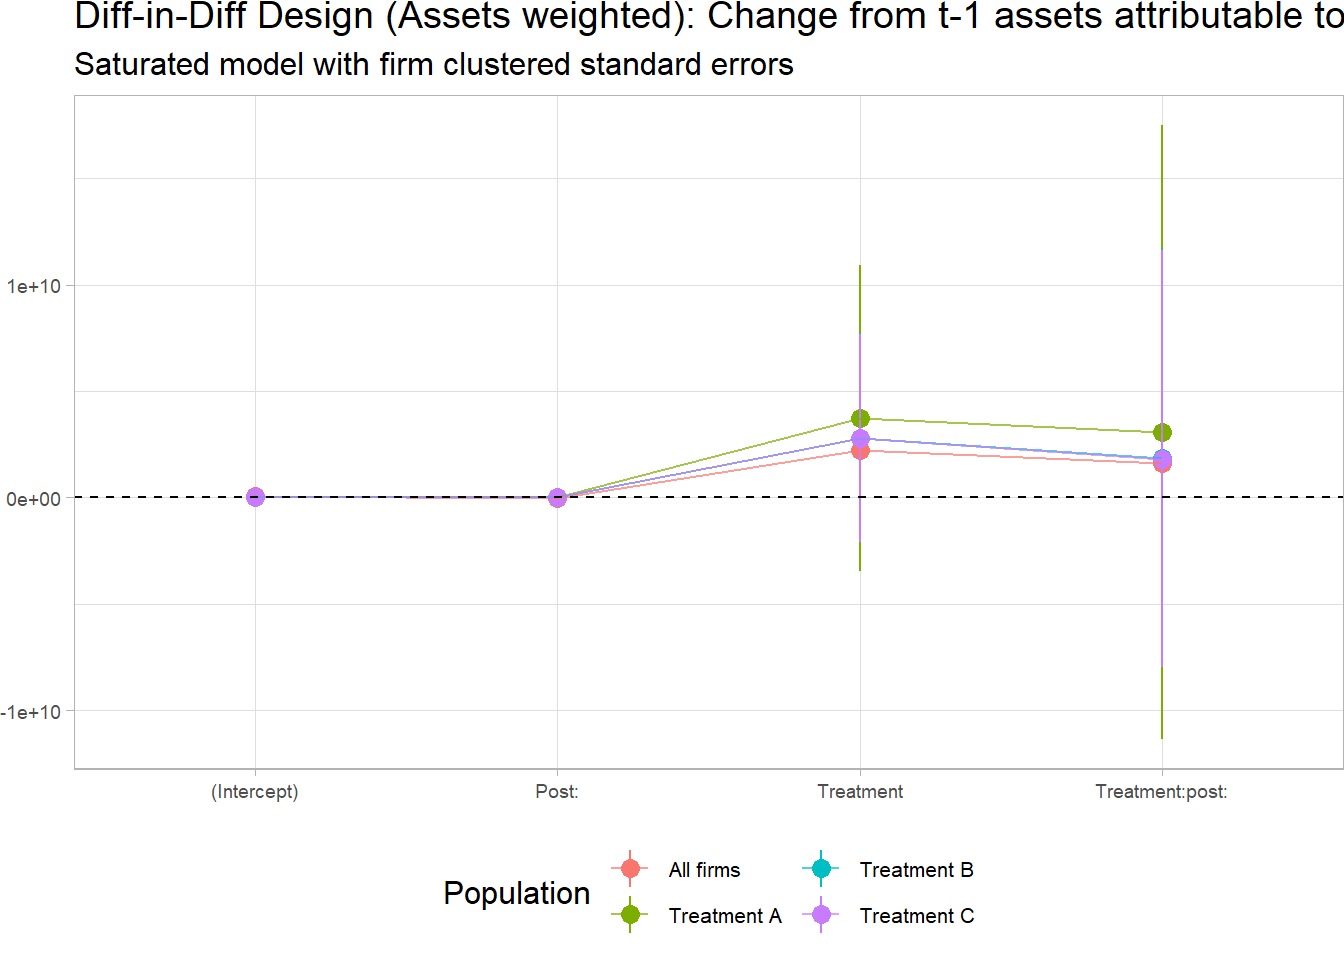 Diff-in-Diff Design (Assets weighted): Change from t-1 assets attributable to
Saturated model with firm clustered standard errors
1e+10
0e+00
-1e+10
(Intercept) Post: Treatment Treatment:post:
Population
All firms Treatment B
Treatment A Treatment C